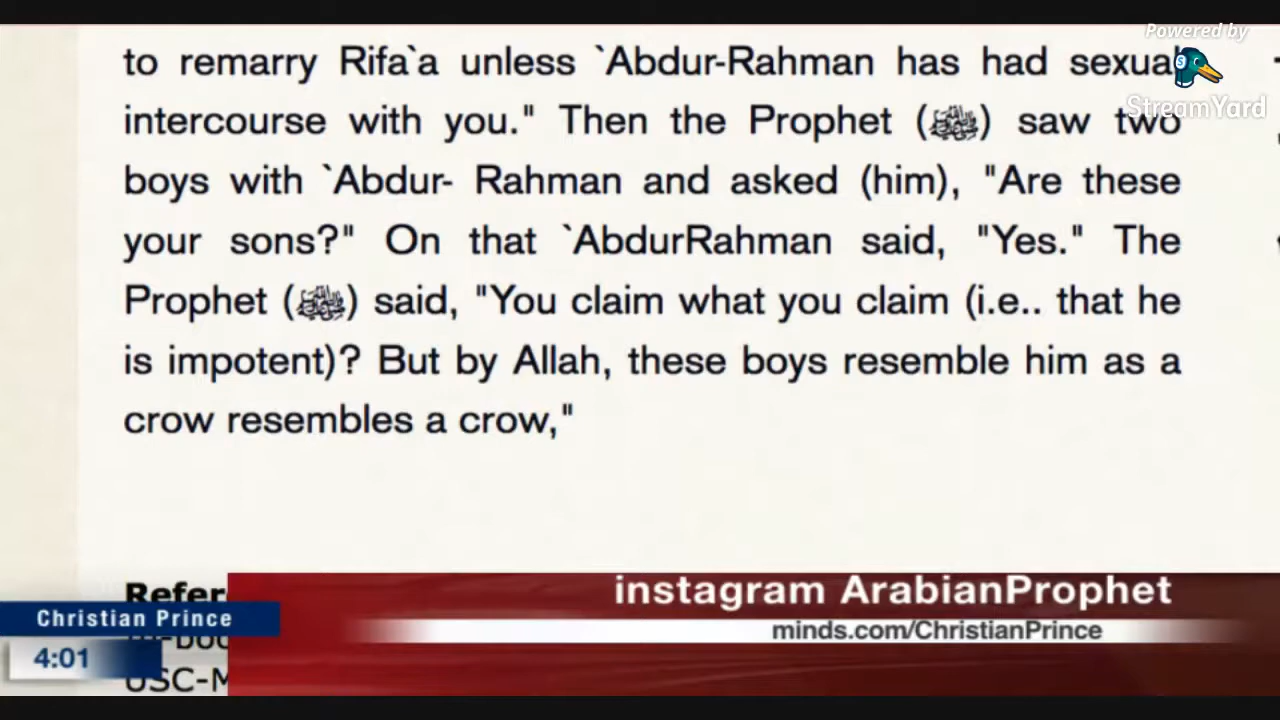 Powered by
StreamYard
to remarry Rifa`a unless `Abdur-Rahman has had sexual
intercourse with you." Then the Prophet (ﷺ) saw two
boys with `Abdur- Rahman and asked (him), "Are these
your sons?" On that `AbdurRahman said, "Yes." The
Prophet (ﷺ) said, "You claim what you claim (i.e.. that he
is impotent)? But by Allah, these boys resemble him as a
crow resembles a crow,"
Refer
instagram ArabianProphet
Christian Prince
minds.com/ChristianPrince
4:01
USC-M